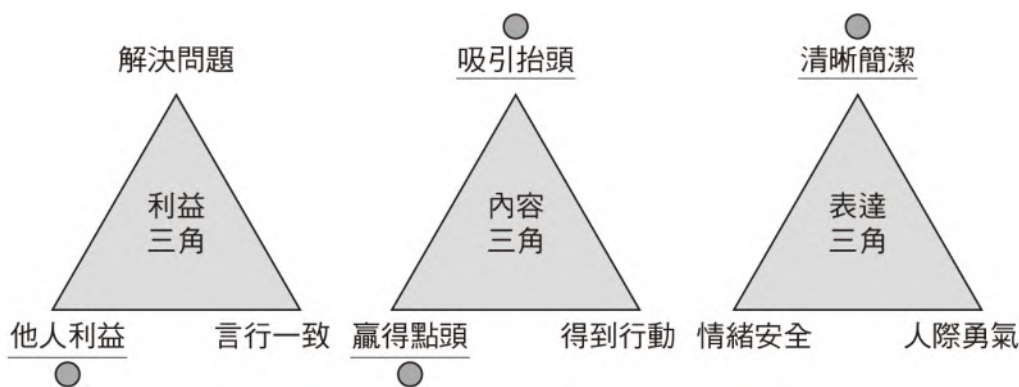 解決問題
吸引抬頭
清晰簡潔
利益
三角
內容
三角
表達
三角
他人利益
言行一致
贏得點頭
得到行動
情緒安全
人際勇氣